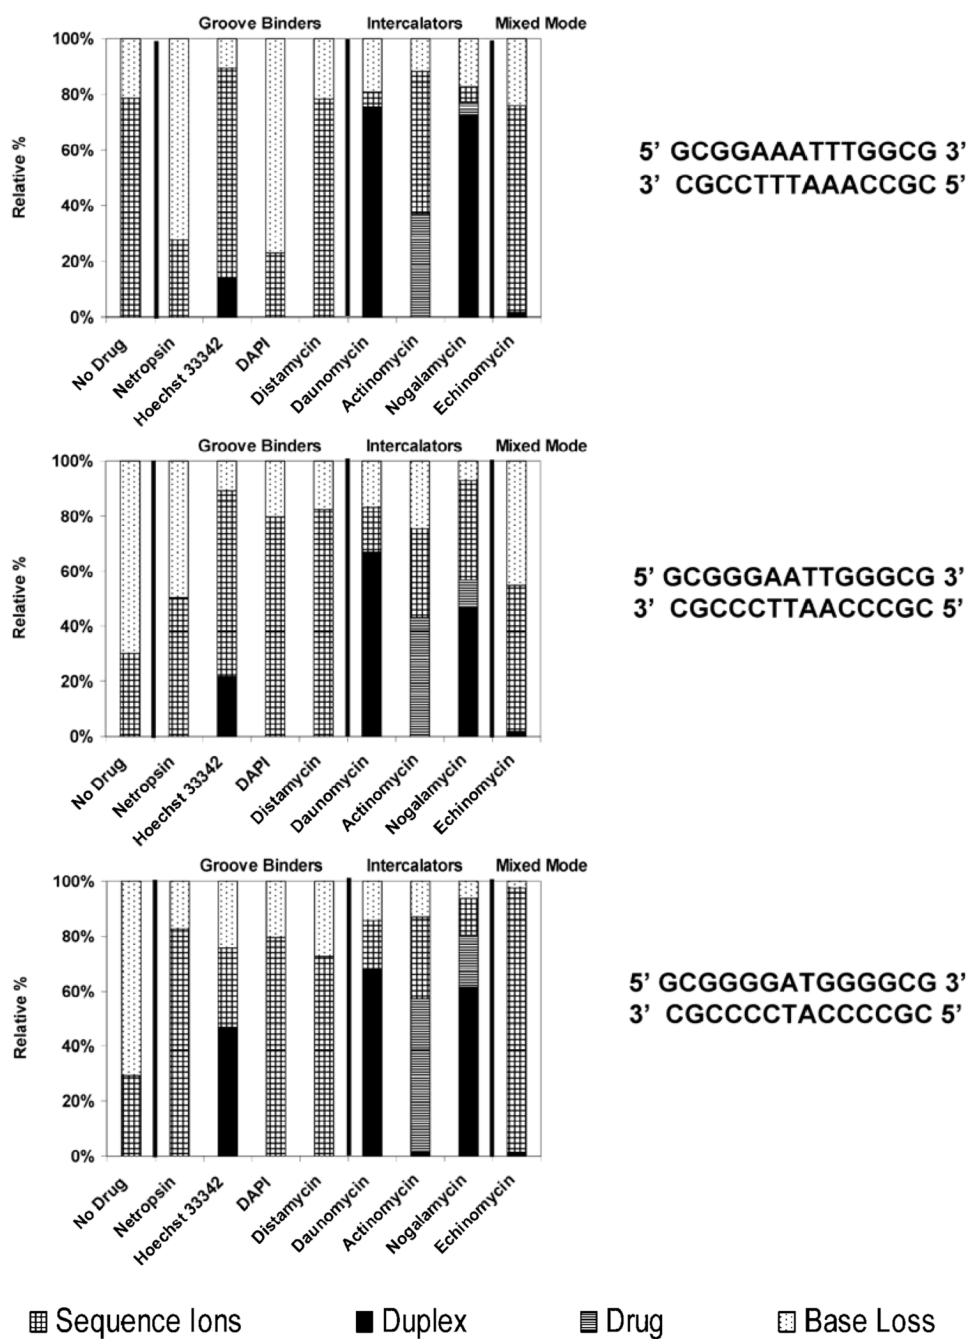 Groove Binders Intercalators Mixed Mode
100%
80%
60%
40%
20%
0%
Relative %
No Drug
Netropsin
Hoechst 33342
DAPI
Distamycin
Daunomycin
Actinomycin
Nogalamycin
Echinomycin
5’ GCGGAAATTTGGCG 3’
3’ CGCCTTTAAACCGC 5’
Groove Binders Intercalators Mixed Mode
100%
80%
60%
40%
20%
0%
Relative %
No Drug
Netropsin
Hoechst 33342
DAPI
Distamycin
Daunomycin
Actinomycin
Nogalamycin
Echinomycin
5’ GCGGGAATTGGGCG 3’
3’ CGCCCTTAACCCGC 5’
Groove Binders Intercalators Mixed Mode
100%
80%
60%
40%
20%
0%
Relative %
No Drug
Netropsin
Hoechst 33342
DAPI
Distamycin
Daunomycin
Actinomycin
Nogalamycin
Echinomycin
5’ GCGGGGATGGGGCG 3’
3’ CGCCCCTACCCCGC 5’
Sequence Ions Duplex Drug Base Loss